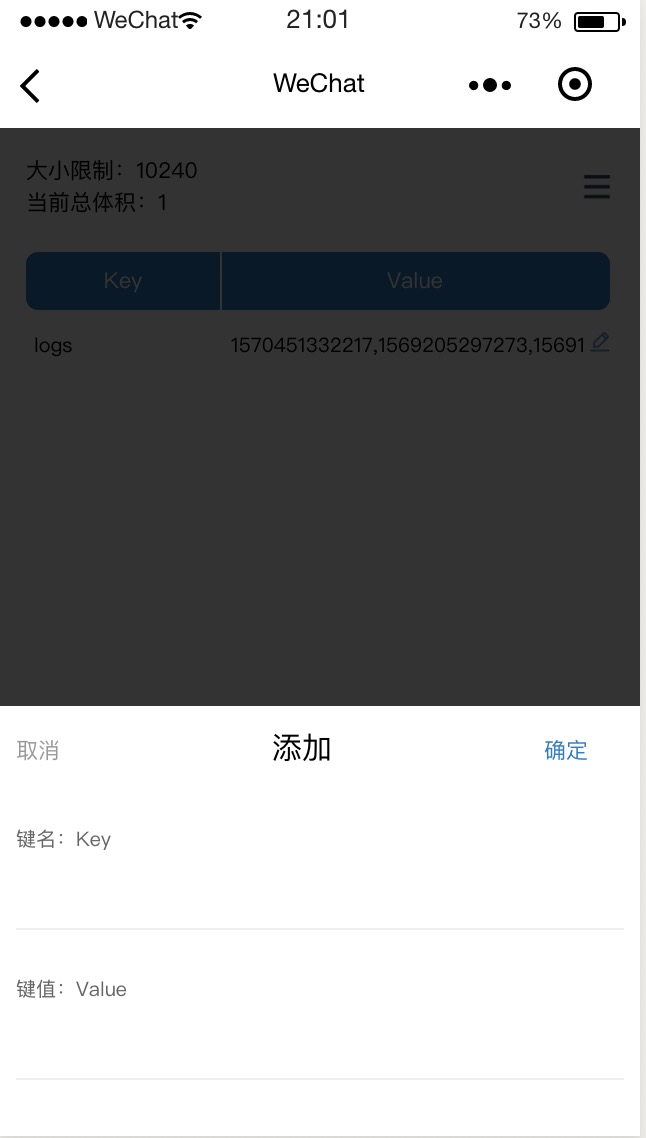 ●●●●● WeChat 21:01 73%
WeChat
大小限制：10240
当前总体积：1
Key Value
logs 1570451332217,1569205297273,15691
取消 添加 确定
键名：Key
键值：Value